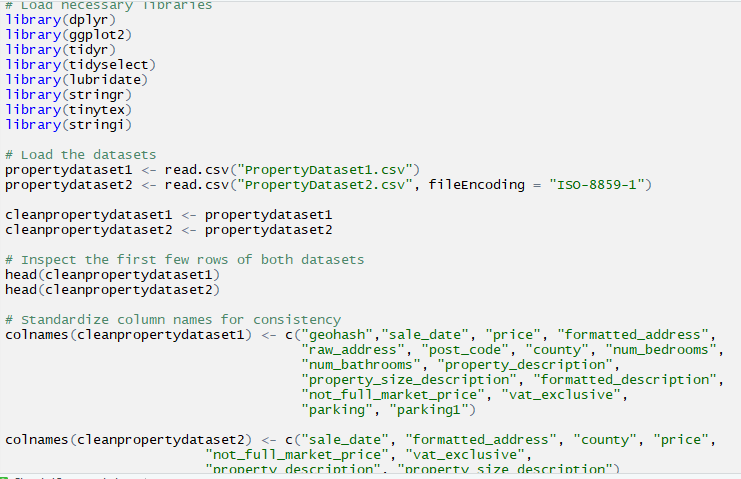 # Load necessary libraries
library(dplyr)
library(ggplot2)
library(tidyr)
library(tidyselect)
library(lubridate)
library(stringr)
library(tinytex)
library(stringi)
# Load the datasets
propertydataset1 <- read.csv("PropertyDataset1.csv")
propertydataset2 <- read.csv("PropertyDataset2.csv", fileEncoding = "ISO-8859-1")
cleanpropertydataset1 <- propertydataset1
cleanpropertydataset2 <- propertydataset2
# Inspect the first few rows of both datasets
head(cleanpropertydataset1)
head(cleanpropertydataset2)
# Standardize column names for consistency
colnames(cleanpropertydataset1) <- c("geohash","sale_date", "price", "formatted_address",
"raw_address", "post_code", "county", "num_bedrooms",
"num_bathrooms", "property_description",
"property_size_description", "formatted_description",
"not_full_market_price", "vat_exclusive",
"parking", "parking1")
colnames(cleanpropertydataset2) <- c("sale_date", "formatted_address", "county", "price",
"not_full_market_price", "vat_exclusive",
"property_description", "property_size_description")